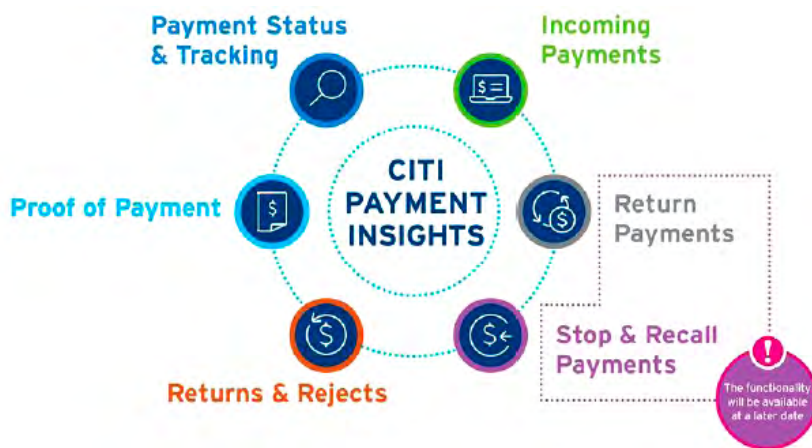 Payment Status
& Tracking
Incoming
Payments
CITI
PAYMENT
INSIGHTS
Proof of Payment
Return
Payments
Stop & Recall
Payments
Returns & Rejects
!
The functionality
will be available
at a later date
$
$
$
$
$